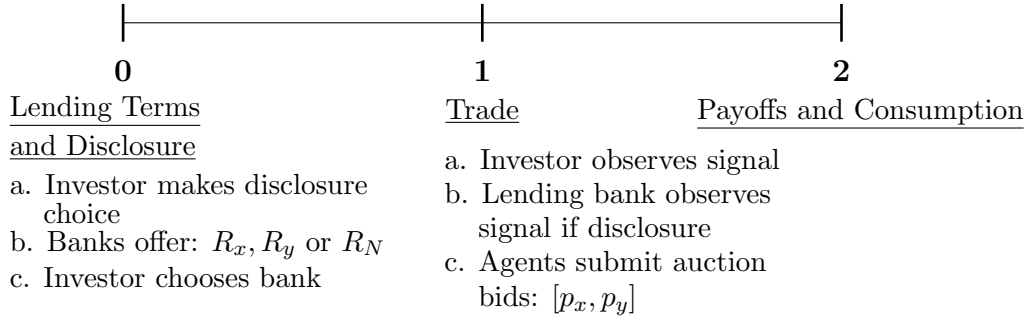 0
1
2
Lending Terms
and Disclosure
a. Investor makes disclosure
choice
b. Banks offer: $R_x, R_y$ or $R_N$
c. Investor chooses bank
Trade
a. Investor observes signal
b. Lending bank observes
signal if disclosure
c. Agents submit auction
bids: $[p_x, p_y]$
Payoffs and Consumption